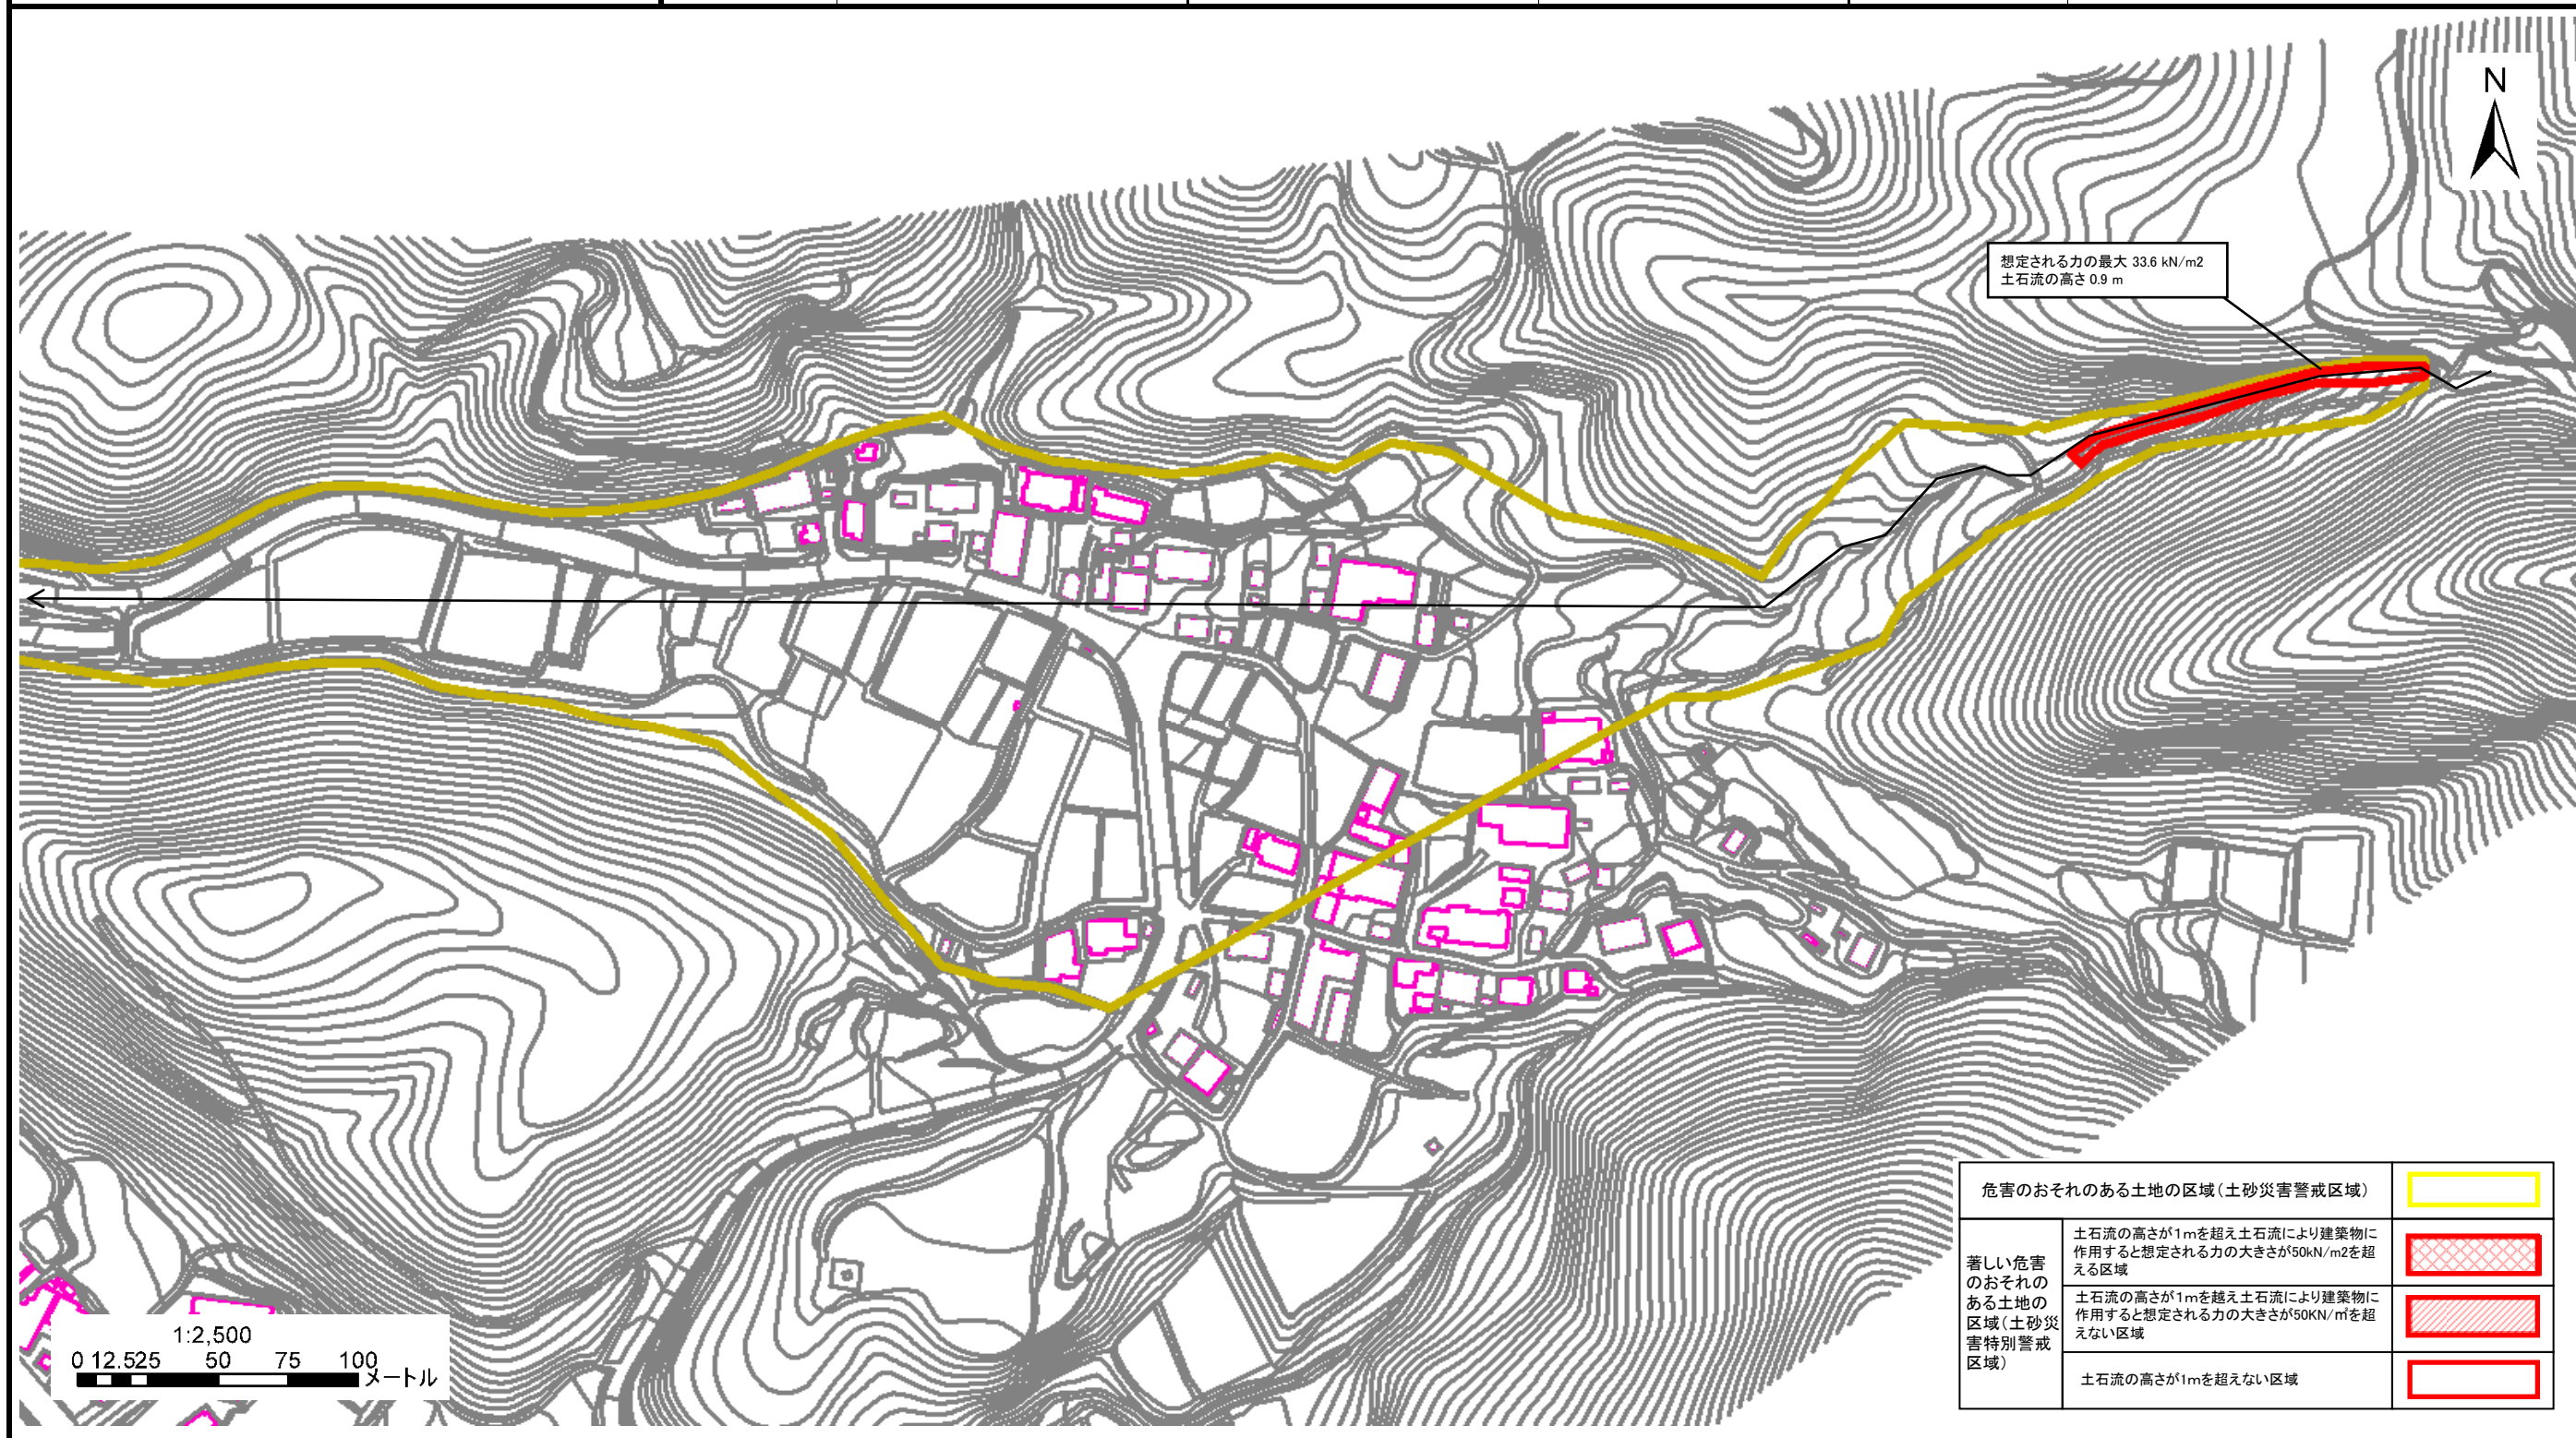 N
想定される力の最大 33.6 kN/m2
土石流の高さ 0.9 m
危害のおそれのある土地の区域(土砂災害警戒区域)
著しい危害
のおそれの
ある土地の
区域(土砂災
害特別警戒
区域)
土石流の高さが1mを超え土石流により建築物に
作用すると想定される力の大きさが50kN/m2を超
える区域
土石流の高さが1mを越え土石流により建築物に
作用すると想定される力の大きさが50KN/㎡を超
えない区域
土石流の高さが1mを超えない区域
1:2,500
0 12.525 50 75 100
メートル